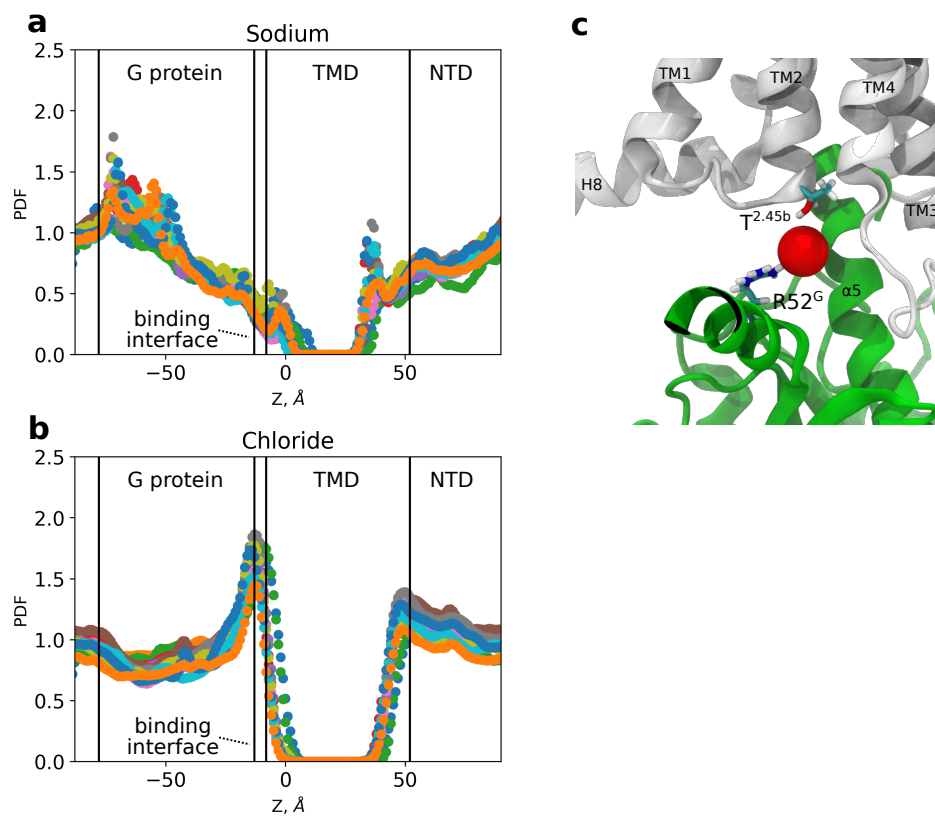 a
Sodium
2.5
2.0
1.5
1.0
0.5
0.0
PDF
G protein
TMD
NTD
binding
interface
−50
0
50
Z, Å
b
Chloride
2.5
2.0
1.5
1.0
0.5
0.0
PDF
G protein
TMD
NTD
binding
interface
−50
0
50
Z, Å
c
TM1
TM2
TM4
H8
TM3
T2.45b
R52G
α5